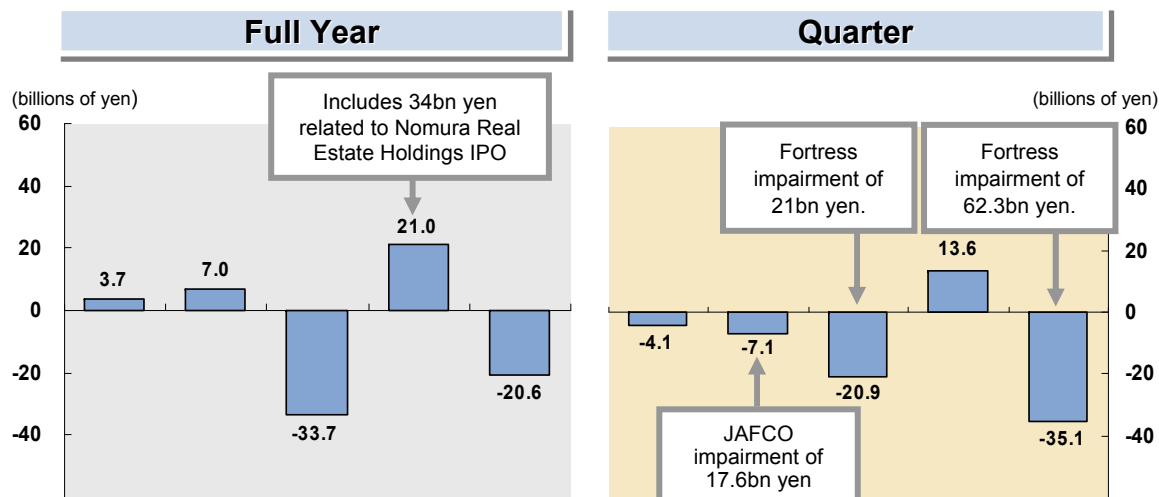 Full Year
(billions of yen)
Includes 34bn yen
related to Nomura Real
Estate Holdings IPO
60
40
20
0
-20
-40
3.7
7.0
-33.7
21.0
-20.6
Quarter
(billions of yen)
Fortress
impairment of
21bn yen.
Fortress
impairment of
62.3bn yen.
60
40
20
0
-20
-40
-4.1
-7.1
-20.9
13.6
-35.1
JAFCO
impairment of
17.6bn yen